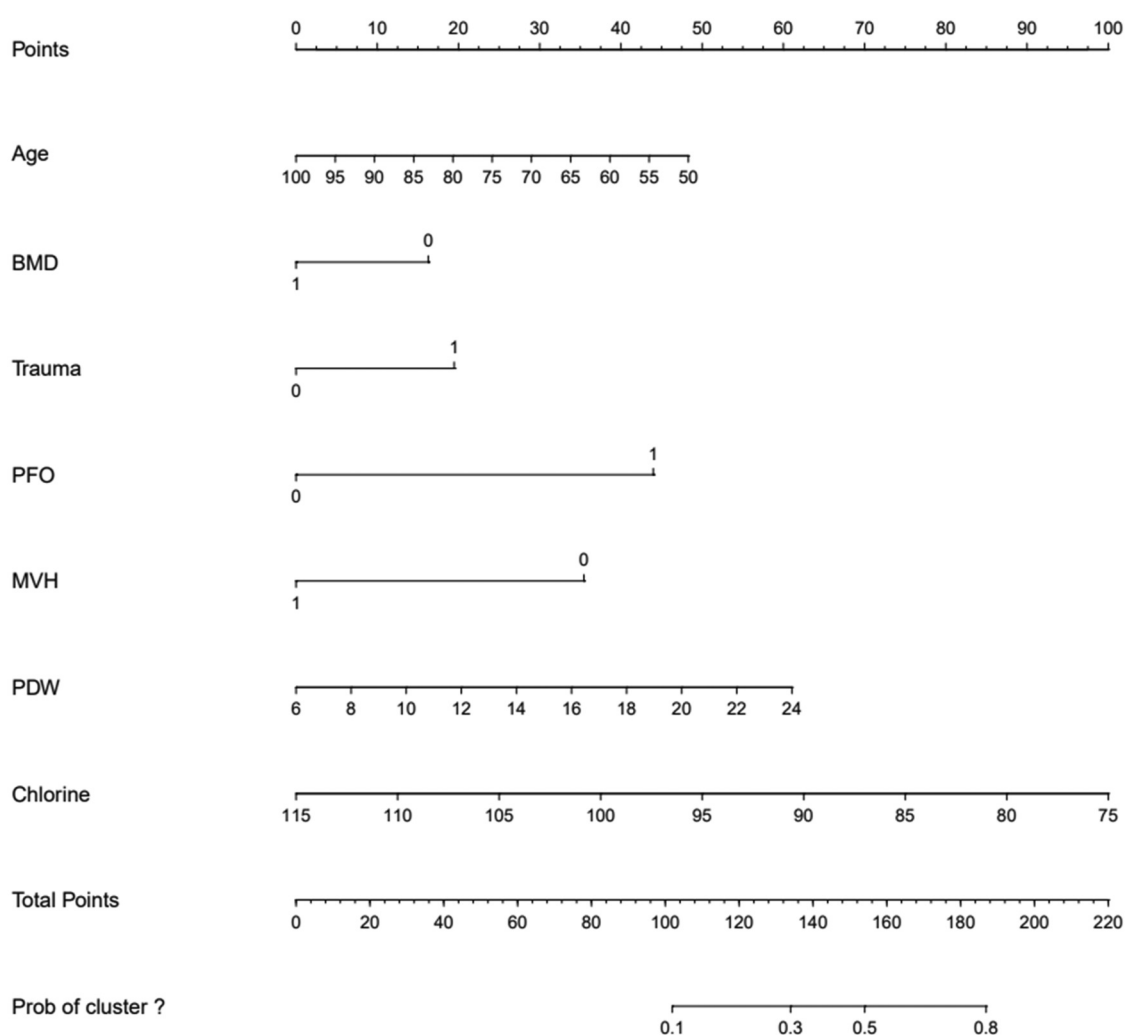 0 10 20 30 40 50 60 70 80 90 100
Points
Age
100 95 90 85 80 75 70 65 60 55 50
0
BMD
1
1
Trauma
0
1
PFO
0
0
MVH
1
PDW
6 8 10 12 14 16 18 20 22 24
Chlorine
115 110 105 100 95 90 85 80 75
Total Points
0 20 40 60 80 100 120 140 160 180 200 220
Prob of cluster ?
0.1 0.3 0.5 0.8